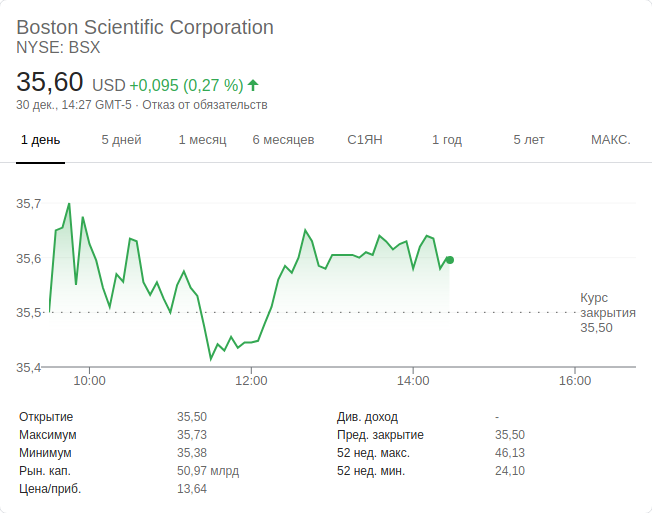 Boston Scientific Corporation
NYSE: BSX
35,60 USD +0,095 (0,27 %)
30 дек., 14:27 GMT-5 · Отказ от обязательств
1 день 5 дней 1 месяц 6 месяцев С1ЯН 1 год 5 лет МАКС.
35,7
35,6
35,5
35,4
Курс
закрытия
35,50
10:00 12:00 14:00 16:00
Открытие 35,50 Див. доход -
Максимум 35,73 Пред. закрытие 35,50
Минимум 35,38 52 нед. макс. 46,13
Рын. кап. 50,97 млрд 52 нед. мин. 24,10
Цена/приб. 13,64